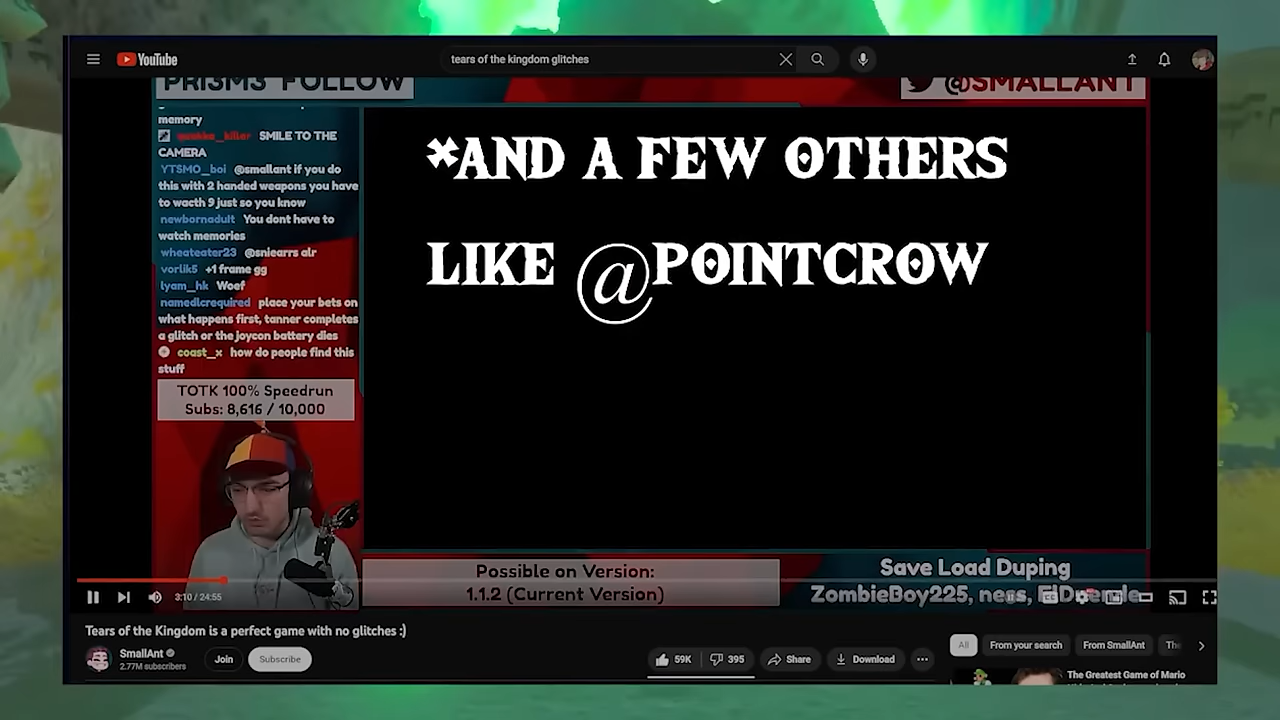 YouTube
tears of the kingdom glitches
PRI3M3 FOLLOW
@SMALLANT
memory
quakka_killer SMILE TO THE
CAMERA
YTSMO_boi @smallant if you do
this with 2 handed weapons you have
to wacth 9 just so you know
newbornadult You dont have to
watch memories
wheateater23 @sniearrs alr
vorlik5 +1 frame gg
lyam_hk Woef
namedlcrequired place your bets on
what happens first, tanner completes
a glitch or the joycon battery dies
coast_x how do people find this
stuff
TOTK 100% Speedrun
Subs: 8,616 / 10,000
*AND A FEW OTHERS
LIKE @POINTCROW
Possible on Version:
1.1.2 (Current Version)
Save Load Duping
ZombieBoy225, ness,
3:10 / 24:55
Tears of the Kingdom is a perfect game with no glitches :)
SmallAnt
2.77M subscribers
Join
Subscribe
59K
395
Share
Download
All
From your search
From SmallAnt
The Greatest Game of Mario